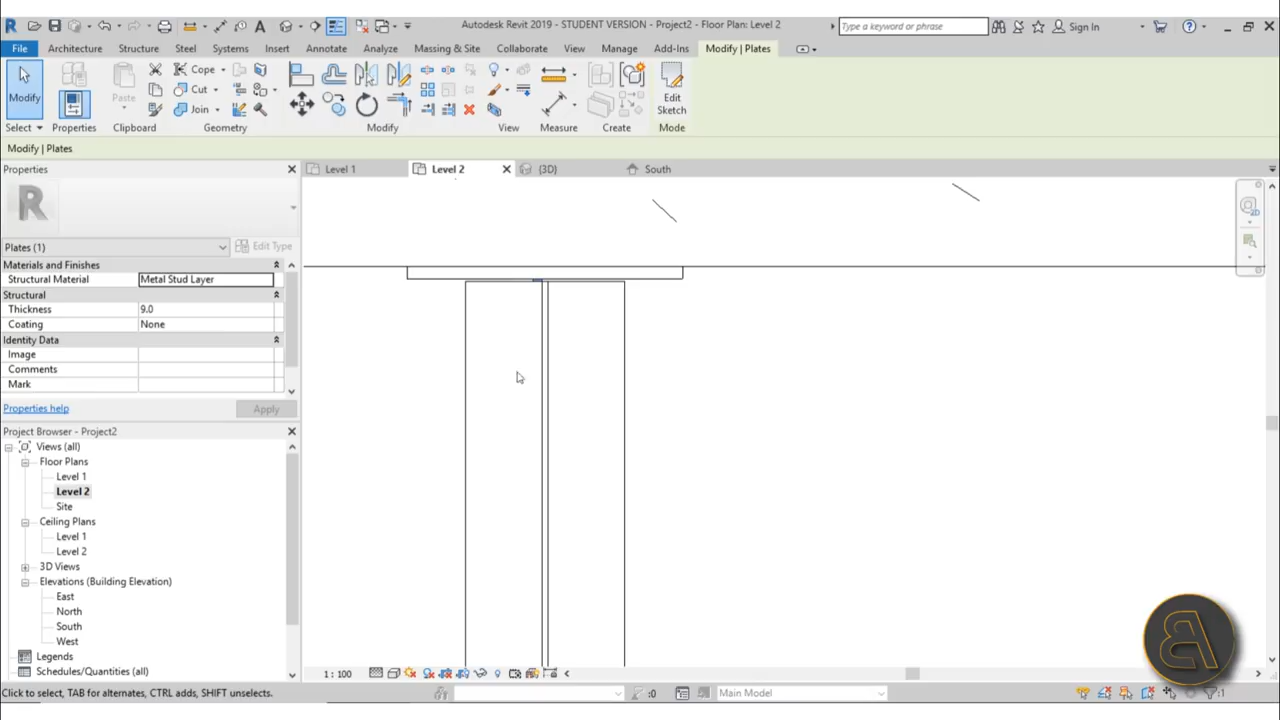 Autodesk Revit 2019 - STUDENT VERSION - Project2 - Floor Plan: Level 2
Type a keyword or phrase
Sign In
File Architecture Structure Steel Systems Insert Annotate Analyze Massing & Site Collaborate View Manage Add-Ins Modify | Plates
Modify Paste Cope Cut Join Edit Sketch
Select Properties Clipboard Geometry Modify View Measure Create Mode
Modify | Plates
Properties
Level 1 Level 2 {3D} South
2D
R
Plates (1) Edit Type
Materials and Finishes
Structural Material Metal Stud Layer
Structural
Thickness 9.0
Coating None
Identity Data
Image
Comments
Mark
Properties help Apply
Project Browser - Project2
Views (all)
Floor Plans
Level 1
Level 2
Site
Ceiling Plans
Level 1
Level 2
3D Views
Elevations (Building Elevation)
East
North
South
West
Legends
Schedules/Quantities (all)
1 : 100
Click to select, TAB for alternates, CTRL adds, SHIFT unselects.
:0
Main Model
:1
B